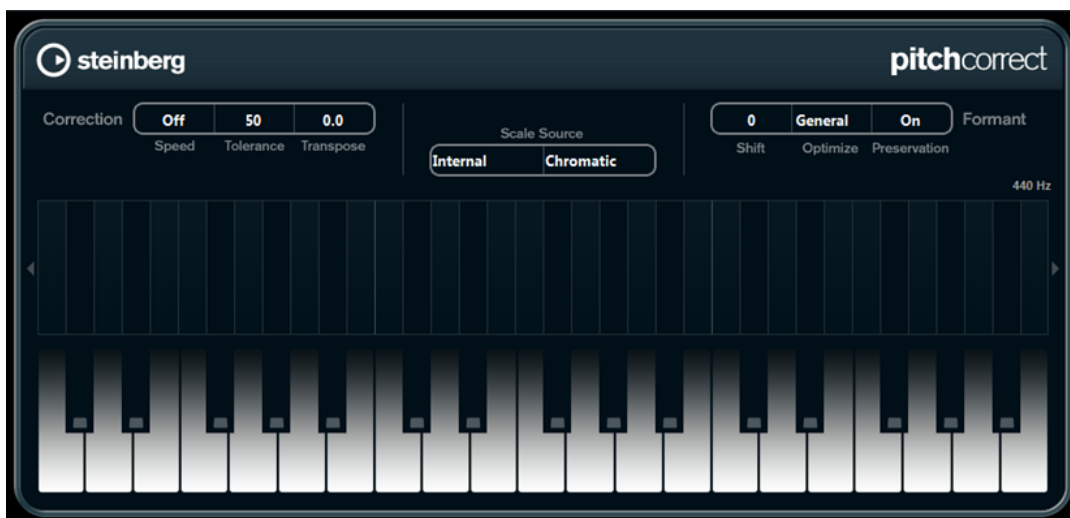 steinberg
pitchcorrect
Correction
Off 50 0.0
Speed Tolerance Transpose
Scale Source
Internal Chromatic
0 General On
Formant
Shift Optimize Preservation
440 Hz